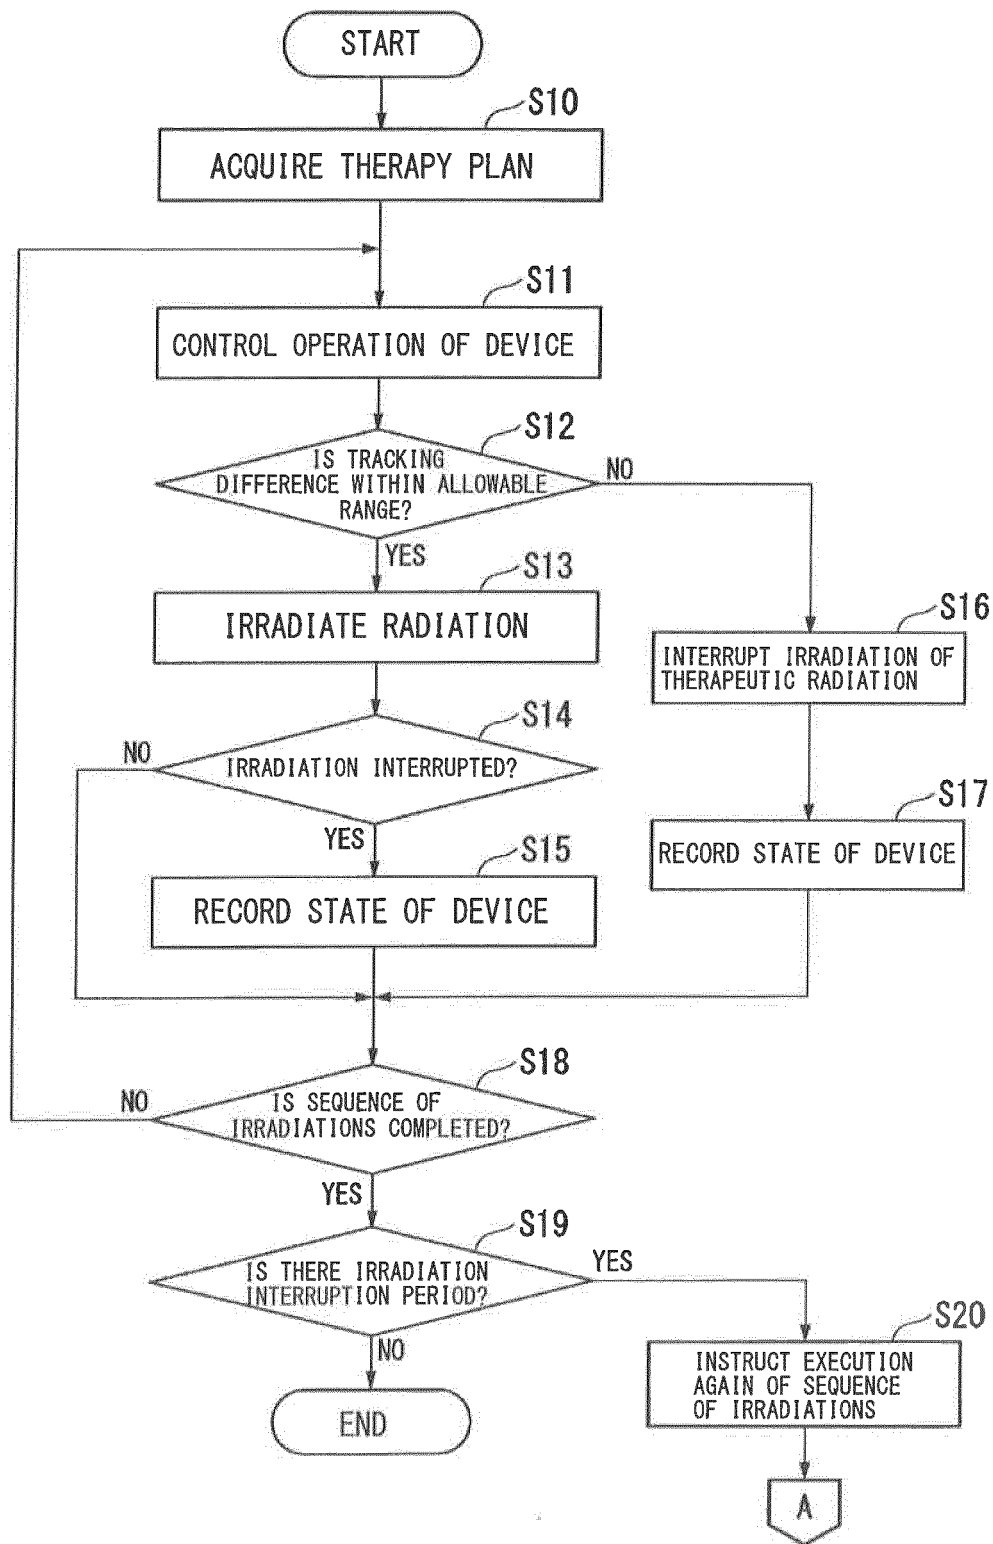 START
S10
ACQUIRE THERAPY PLAN
S11
CONTROL OPERATION OF DEVICE
S12
IS TRACKING
DIFFERENCE WITHIN ALLOWABLE
RANGE?
NO
YES
S13
IRRADIATE RADIATION
S16
INTERRUPT IRRADIATION OF
THERAPEUTIC RADIATION
S14
NO
IRRADIATION INTERRUPTED?
YES
S17
RECORD STATE OF DEVICE
S15
RECORD STATE OF DEVICE
S18
NO
IS SEQUENCE OF
IRRADIATIONS COMPLETED?
YES
S19
IS THERE IRRADIATION
INTERRUPTION PERIOD?
YES
NO
S20
INSTRUCT EXECUTION
AGAIN OF SEQUENCE
OF IRRADIATIONS
END
A